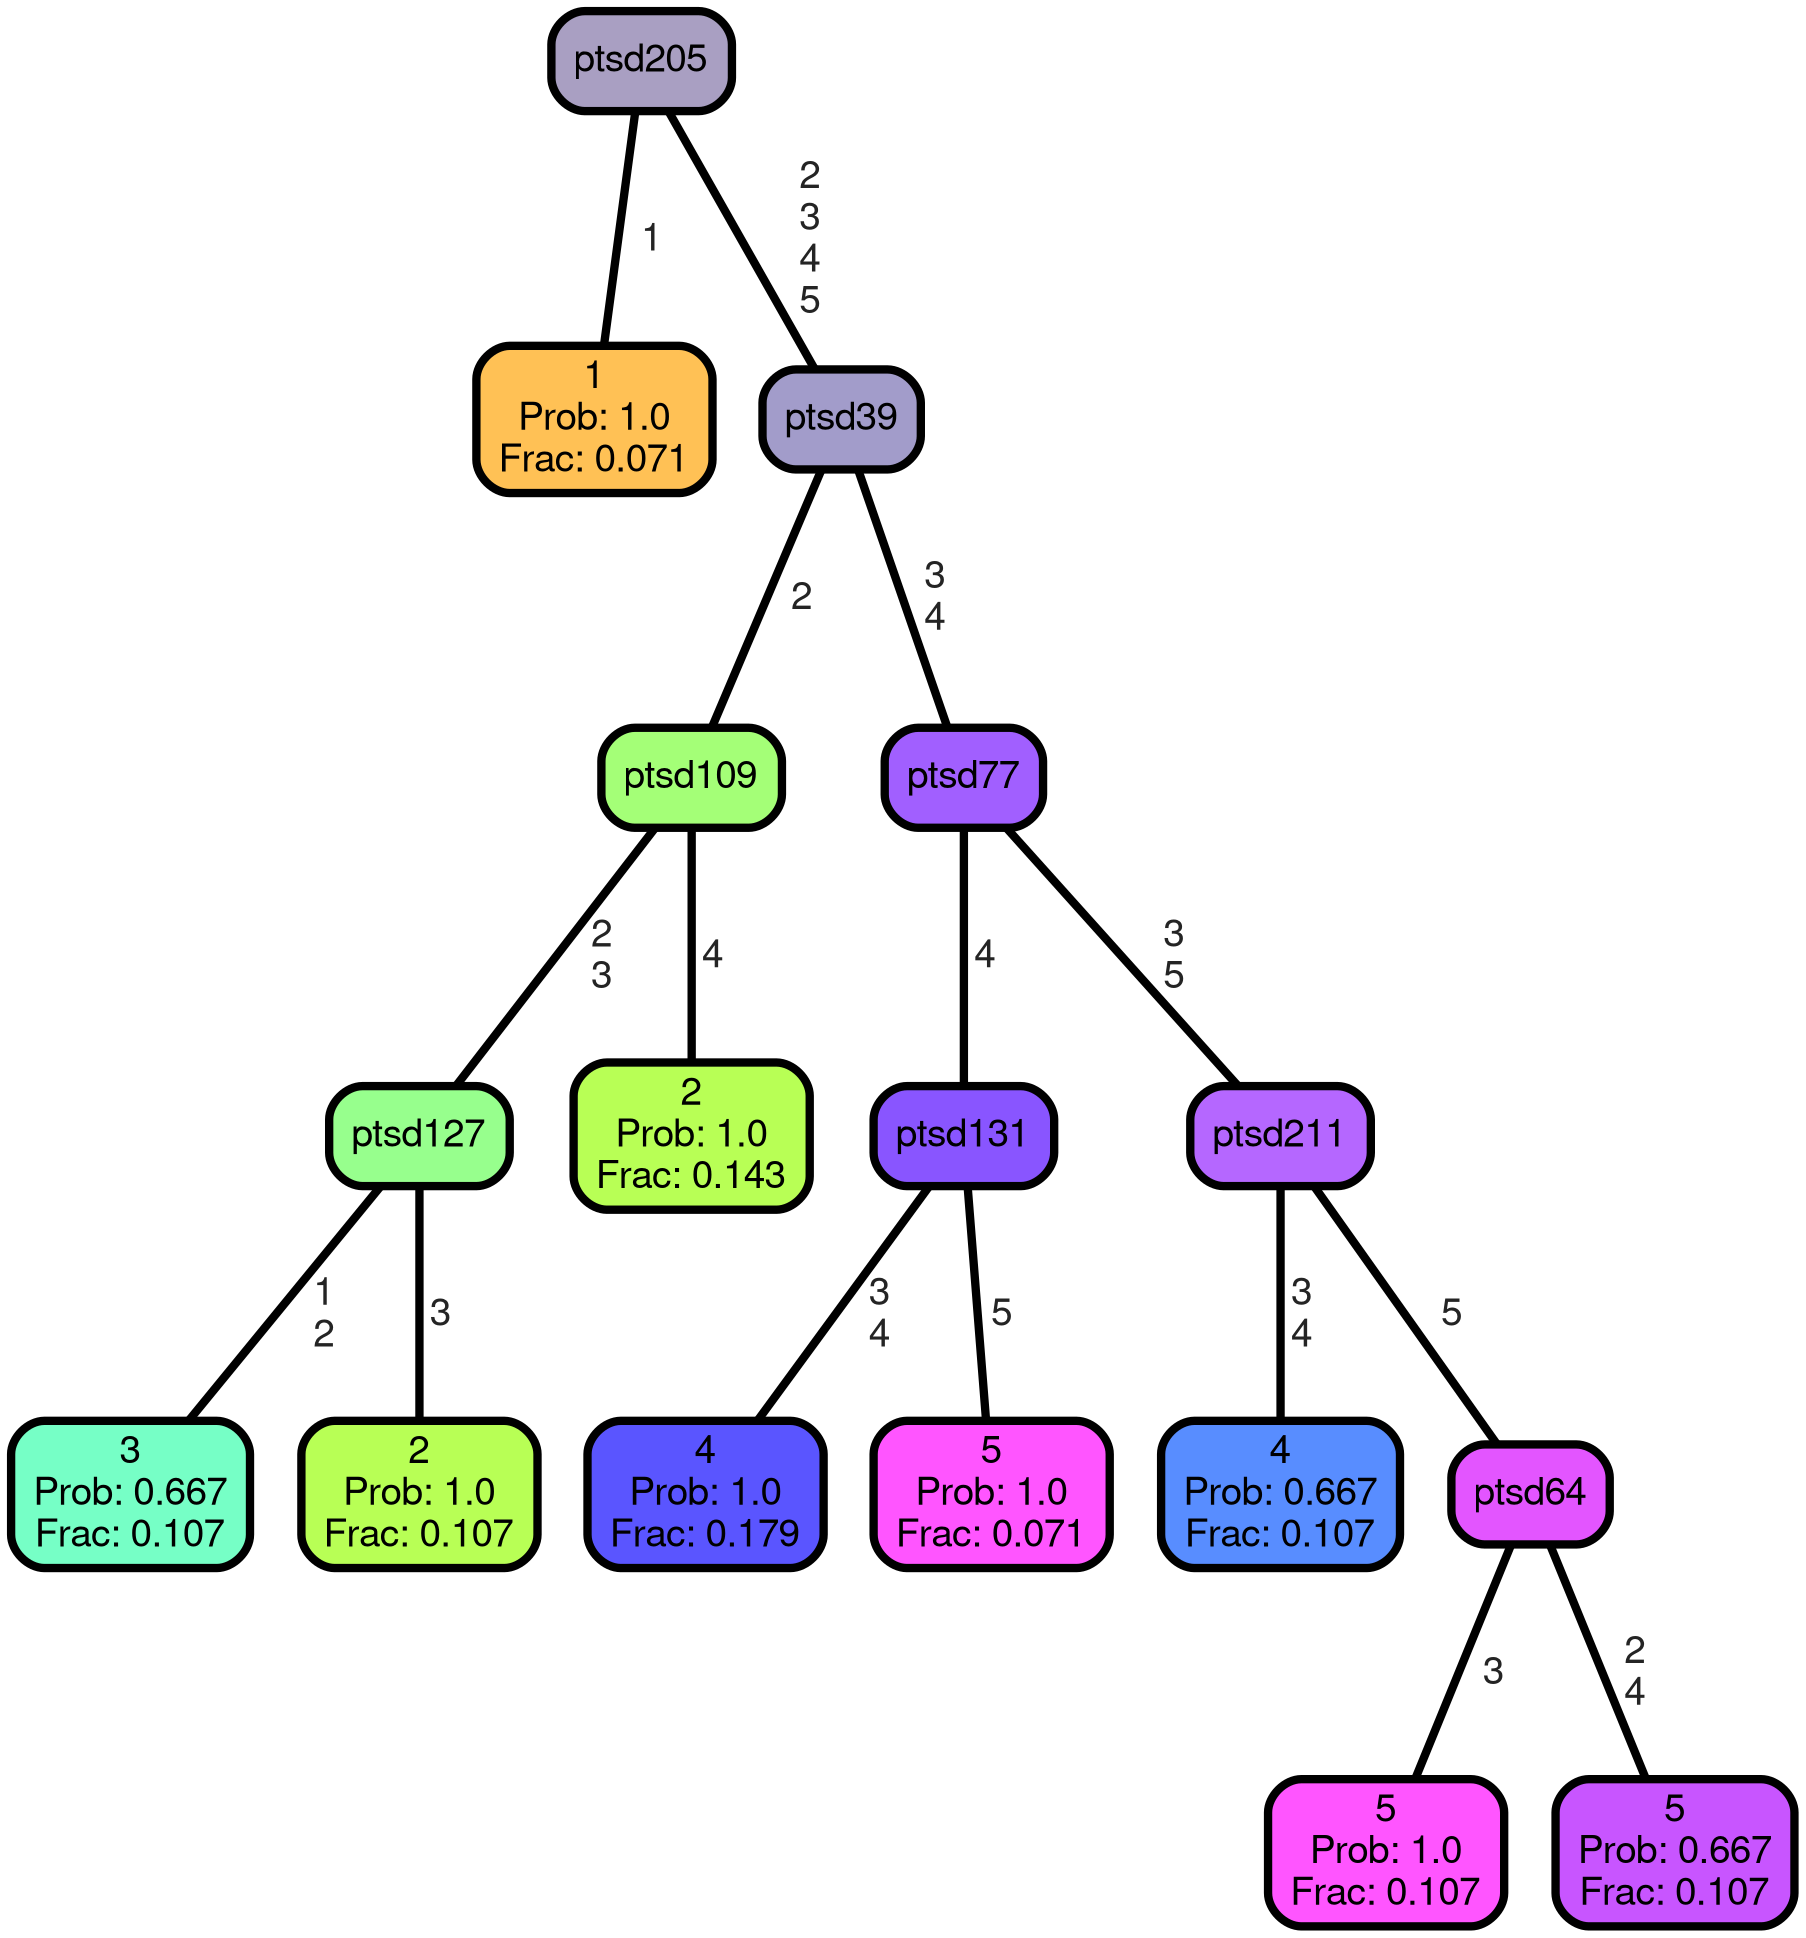 ptsd205
1
2
3
4
5
1
Prob: 1.0
Frac: 0.071
ptsd39
2
3
4
ptsd109
ptsd77
2
3
4
4
3
5
ptsd127
2
Prob: 1.0
Frac: 0.143
ptsd131
ptsd211
1
2
3
3
4
5
3
4
5
3
Prob: 0.667
Frac: 0.107
2
Prob: 1.0
Frac: 0.107
4
Prob: 1.0
Frac: 0.179
5
Prob: 1.0
Frac: 0.071
4
Prob: 0.667
Frac: 0.107
ptsd64
3
2
4
5
Prob: 1.0
Frac: 0.107
5
Prob: 0.667
Frac: 0.107